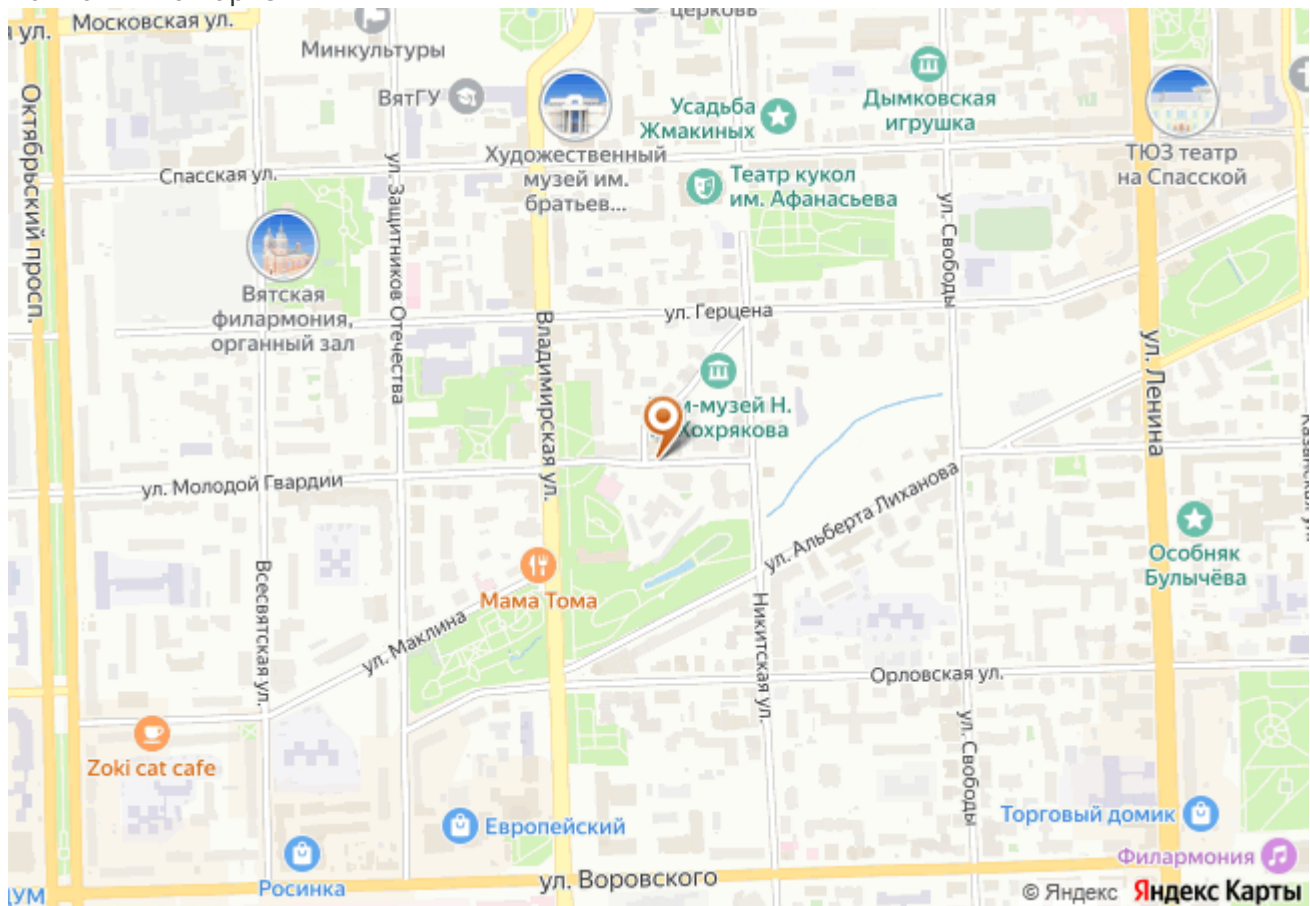 церковь
ул.
Московская ул.
Минкультуры
ВятГУ
Усадьба
Жмакиных
Дымковская
игрушка
Октябрьский просп.
Художественный
музей им.
братьев...
ТЮЗ театр
на Спасской
Спасская ул.
ул. Защитников Отечества
Театр кукол
им. Афанасьева
ул. Свободы
Вятская
филармония,
органный зал
ул. Герцена
Владимирская ул.
ул. Ленина
м-музей Н.
Хохрякова
ул. Молодой Гвардии
ул. Альберта Лиханова
Особняк
Булычёва
Всесвятская ул.
Мама Тома
ул. Маклина
Никитская ул.
Орловская ул.
ул. Свободы
Zoki cat cafe
Европейский
Торговый домик
Филармония
Росинка
ул. Воровского
УМ
© Яндекс Яндекс Карты